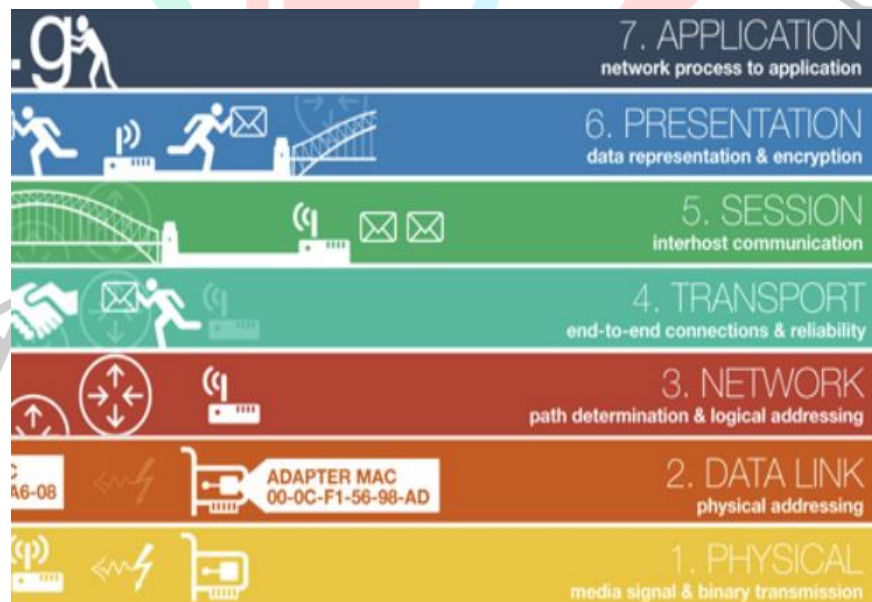 .g
7. APPLICATION
network process to application
6. PRESENTATION
data representation & encryption
5. SESSION
interhost communication
4. TRANSPORT
end-to-end connections & reliability
3. NETWORK
path determination & logical addressing
C
A6-08
ADAPTER MAC
00-0C-F1-56-98-AD
2. DATA LINK
physical addressing
1. PHYSICAL
media signal & binary transmission